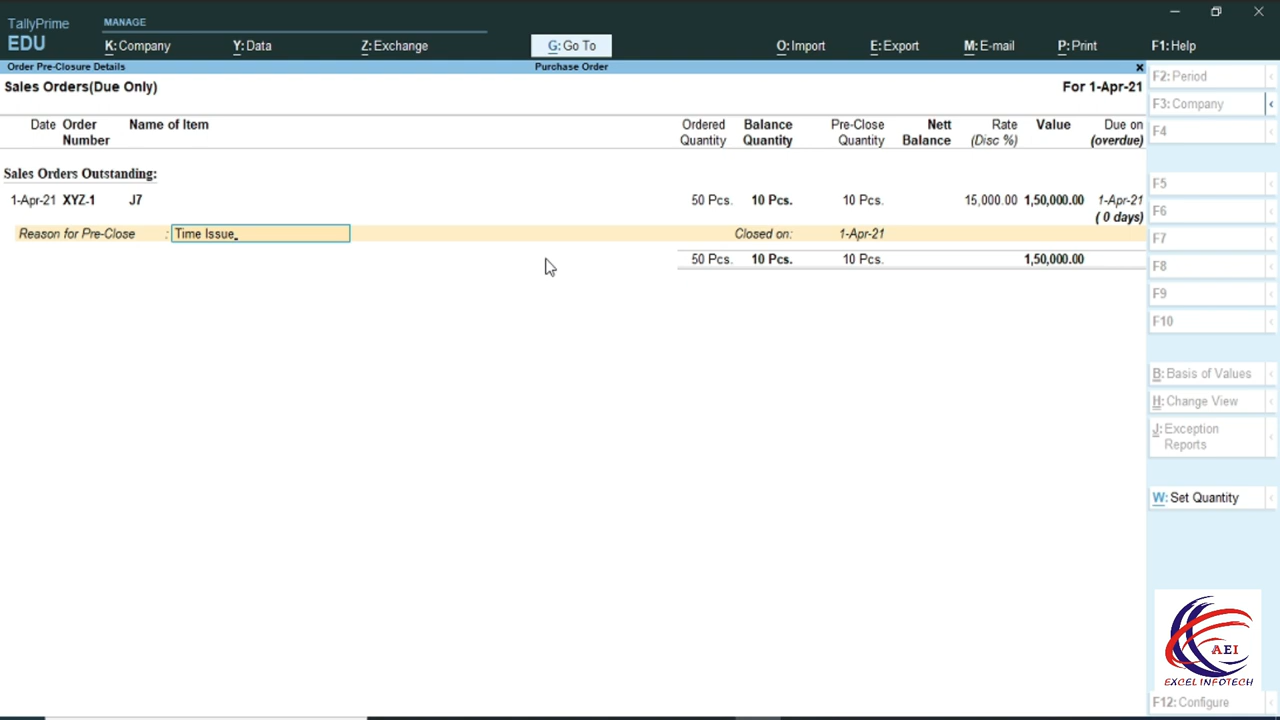 TallyPrime
EDU
MANAGE
K: Company
Y: Data
Z: Exchange
G: Go To
O: Import
E: Export
M: E-mail
P: Print
F1: Help
Order Pre-Closure Details
Purchase Order
Sales Orders(Due Only)
For 1-Apr-21
Date Order Number
Name of Item
Ordered Quantity
Balance Quantity
Pre-Close Quantity
Nett Balance
Rate (Disc %)
Value
Due on (overdue)
Sales Orders Outstanding:
1-Apr-21 XYZ-1 J7 50 Pcs. 10 Pcs. 10 Pcs. 15,000.00 1,50,000.00 1-Apr-21
( 0 days)
Reason for Pre-Close : Time Issue Closed on: 1-Apr-21
50 Pcs. 10 Pcs. 10 Pcs. 1,50,000.00
F2: Period
F3: Company
F4
F5
F6
F7
F8
F9
F10
B: Basis of Values
H: Change View
J: Exception
Reports
W: Set Quantity
AEI
EXCEL INFOTECH
F12: Configure